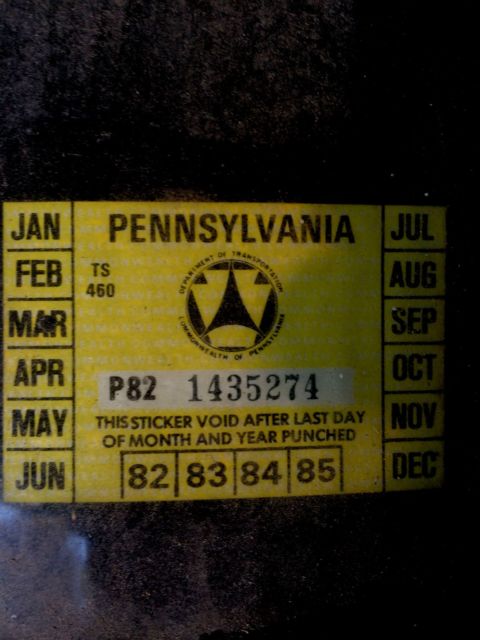 PENNSYLVANIA
JAN
FEB
MAR
APR
MAY
JUN
TS
460
DEPARTMENT OF TRANSPORTATION
COMMONWEALTH OF PENNSYLVANIA
P82 1435274
THIS STICKER VOID AFTER LAST DAY
OF MONTH AND YEAR PUNCHED
82 83 84 85
JUL
AUG
SEP
OCT
NOV
DEC